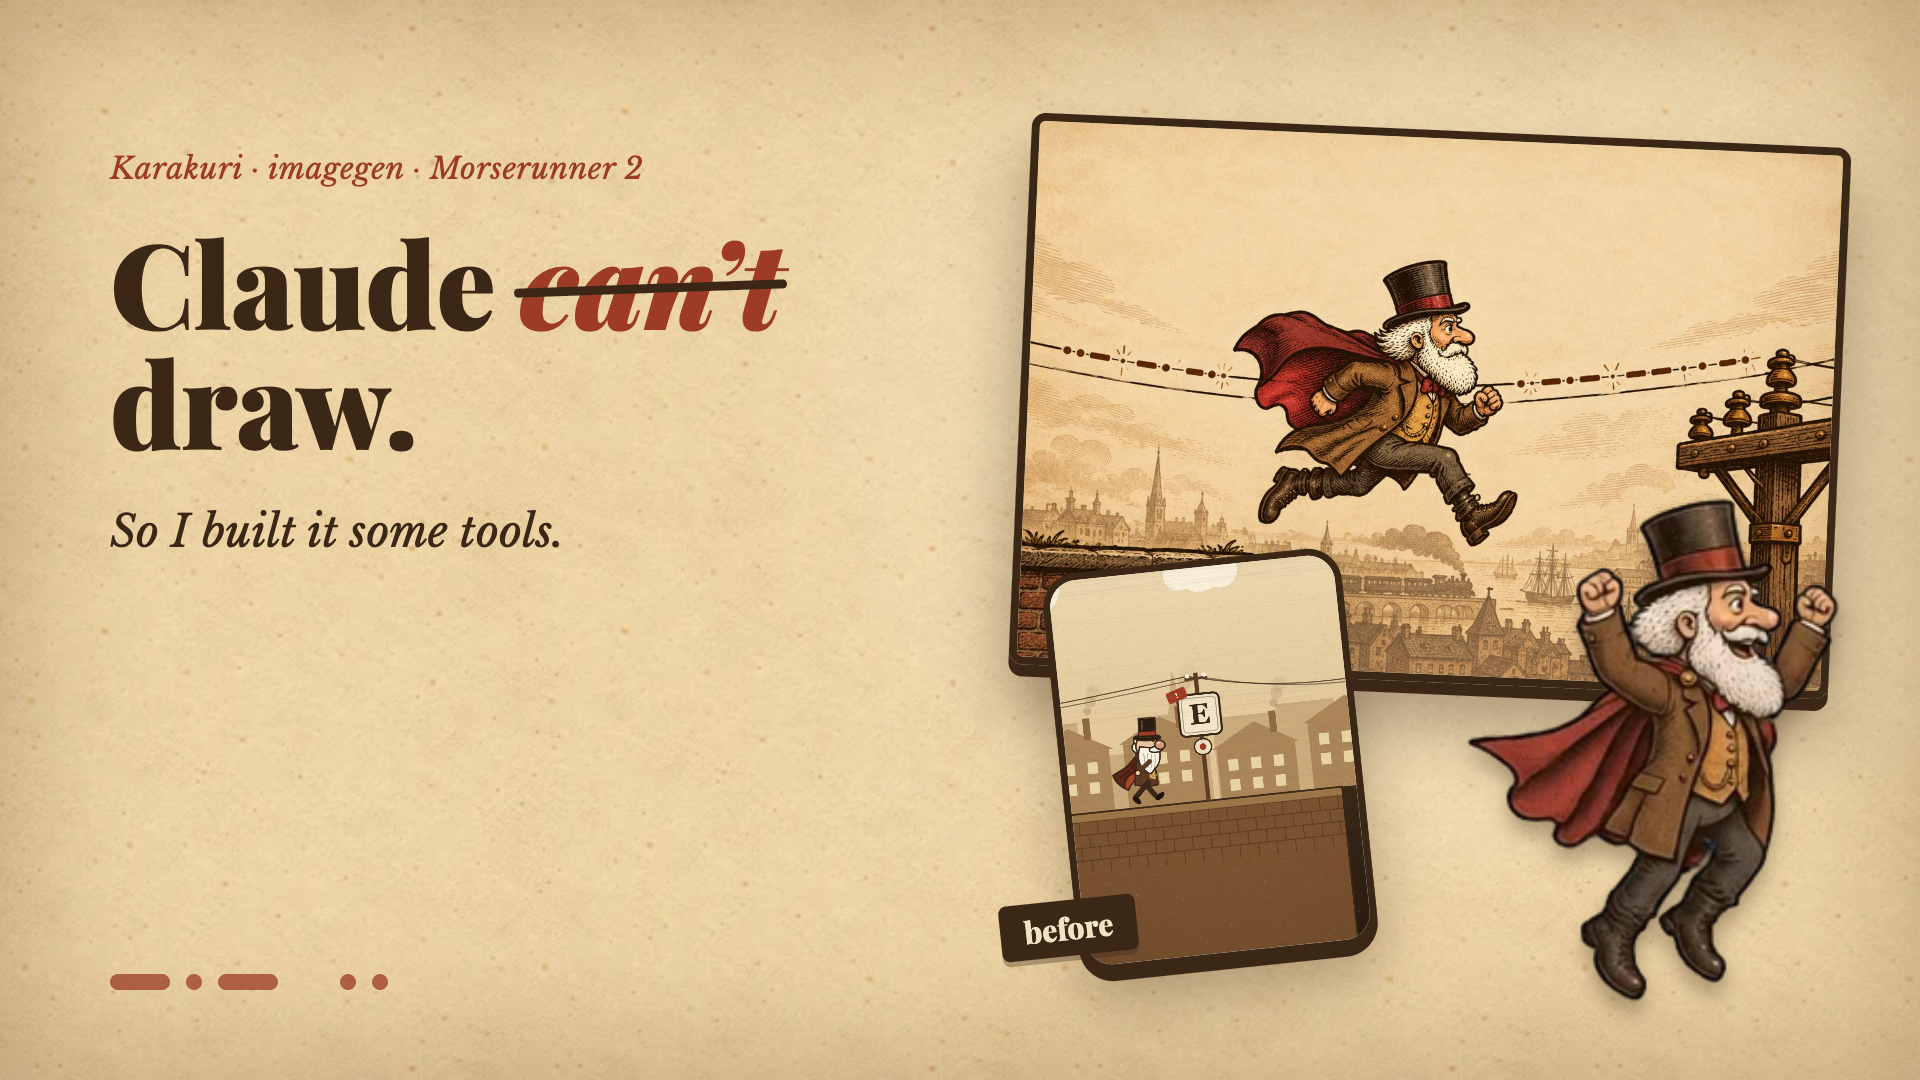 Karakuri · imagegen · Morserunner 2
Claude can’t
draw.
So I built it some tools.
E
before